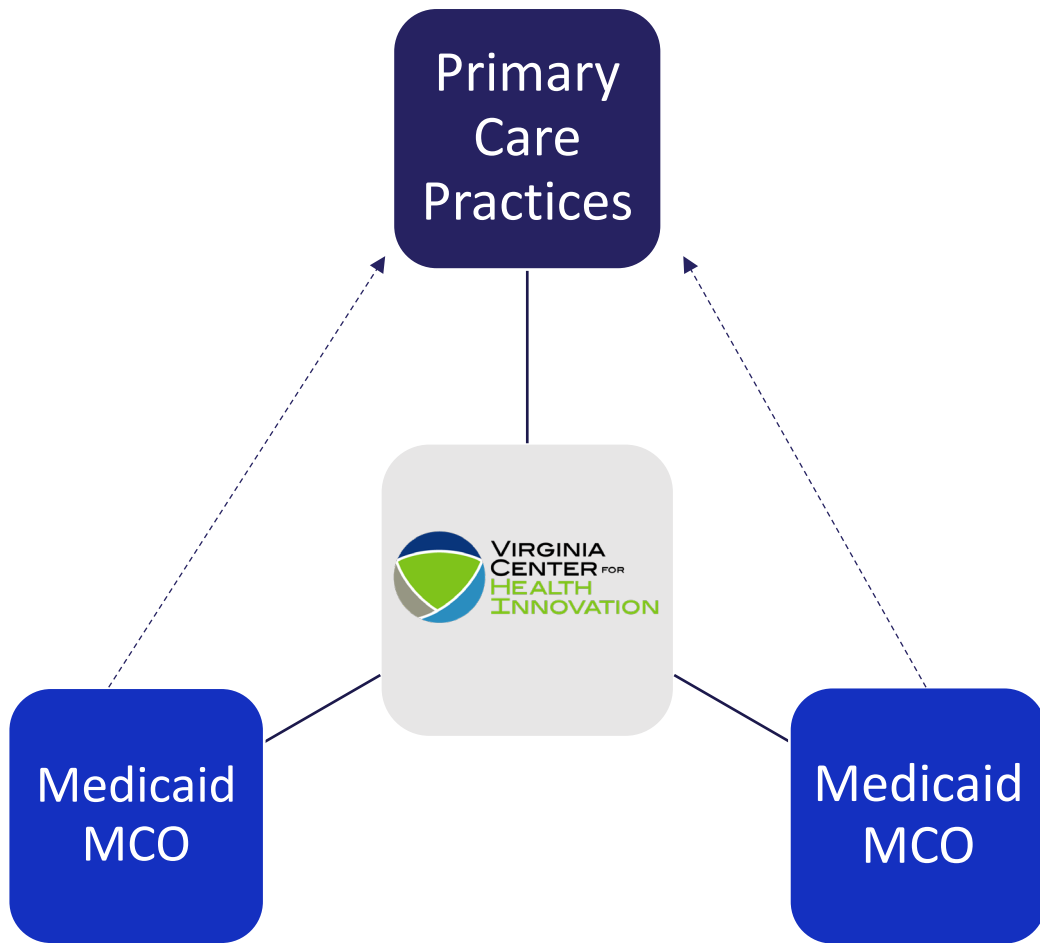 Primary
Care
Practices
VIRGINIA
CENTER FOR
HEALTH
INNOVATION
Medicaid
MCO
Medicaid
MCO